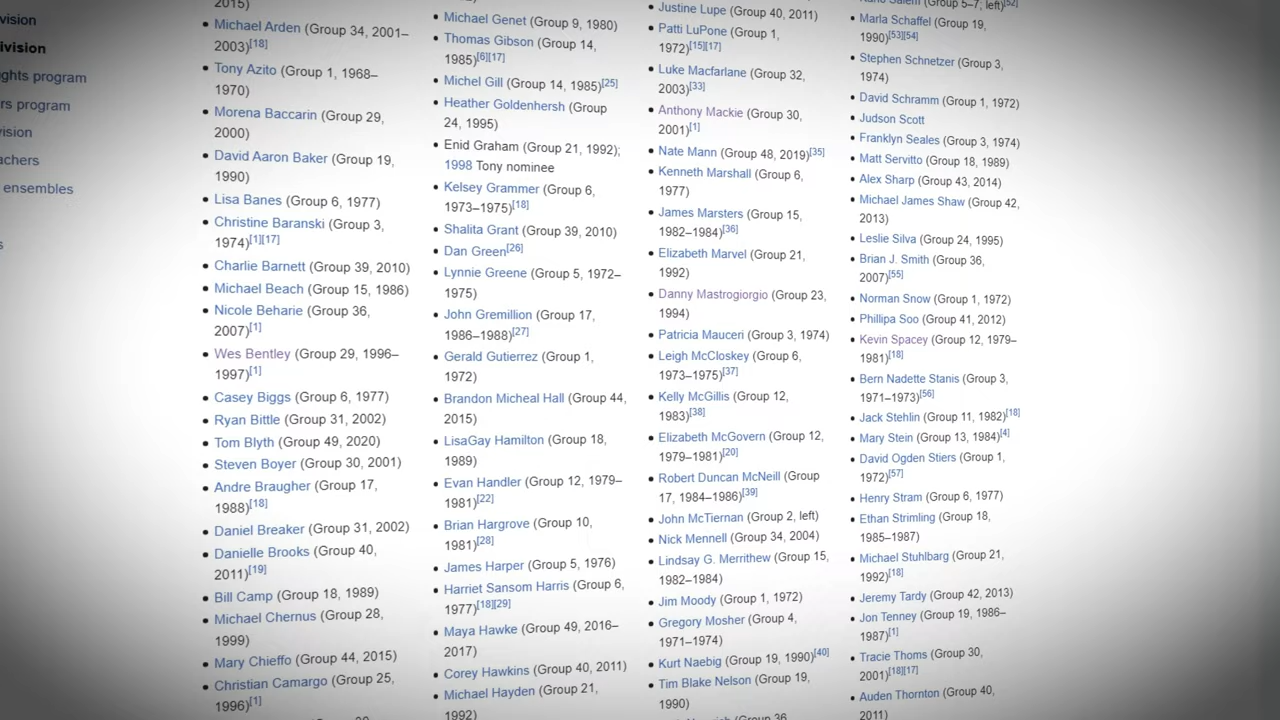 ision
ivision
ghts program
rs program
vision
achers
ensembles
s
2015)
Michael Arden (Group 34, 2001–
2003)[18]
Tony Azito (Group 1, 1968–
1970)
Morena Baccarin (Group 29,
2000)
David Aaron Baker (Group 19,
1990)
Lisa Banes (Group 6, 1977)
Christine Baranski (Group 3,
1974)[1][17]
Charlie Barnett (Group 39, 2010)
Michael Beach (Group 15, 1986)
Nicole Beharie (Group 36,
2007)[1]
Wes Bentley (Group 29, 1996–
1997)[1]
Casey Biggs (Group 6, 1977)
Ryan Bittle (Group 31, 2002)
Tom Blyth (Group 49, 2020)
Steven Boyer (Group 30, 2001)
Andre Braugher (Group 17,
1988)[18]
Daniel Breaker (Group 31, 2002)
Danielle Brooks (Group 40,
2011)[19]
Bill Camp (Group 18, 1989)
Michael Chernus (Group 28,
1999)
Mary Chieffo (Group 44, 2015)
Christian Camargo (Group 25,
1996)[1]
Michael Genet (Group 9, 1980)
Thomas Gibson (Group 14,
1985)[6][17]
Michel Gill (Group 14, 1985)[25]
Heather Goldenhersh (Group
24, 1995)
Enid Graham (Group 21, 1992);
1998 Tony nominee
Kelsey Grammer (Group 6,
1973–1975)[18]
Shalita Grant (Group 39, 2010)
Dan Green[26]
Lynnie Greene (Group 5, 1972–
1975)
John Gremillion (Group 17,
1986–1988)[27]
Gerald Gutierrez (Group 1,
1972)
Brandon Micheal Hall (Group 44,
2015)
LisaGay Hamilton (Group 18,
1989)
Evan Handler (Group 12, 1979–
1981)[22]
Brian Hargrove (Group 10,
1981)[28]
James Harper (Group 5, 1976)
Harriet Sansom Harris (Group 6,
1977)[18][29]
Maya Hawke (Group 49, 2016–
2017)
Corey Hawkins (Group 40, 2011)
Michael Hayden (Group 21,
1992)
Justine Lupe (Group 40, 2011)
Patti LuPone (Group 1,
1972)[15][17]
Luke Macfarlane (Group 32,
2003)[33]
Anthony Mackie (Group 30,
2001)[1]
Nate Mann (Group 48, 2019)[35]
Kenneth Marshall (Group 6,
1977)
James Marsters (Group 15,
1982–1984)[36]
Elizabeth Marvel (Group 21,
1992)
Danny Mastrogiorgio (Group 23,
1994)
Patricia Mauceri (Group 3, 1974)
Leigh McCloskey (Group 6,
1973–1975)[37]
Kelly McGillis (Group 12,
1983)[38]
Elizabeth McGovern (Group 12,
1979–1981)[20]
Robert Duncan McNeill (Group
17, 1984–1986)[39]
John McTiernan (Group 2, left)
Nick Mennell (Group 34, 2004)
Lindsay G. Merrithew (Group 15,
1982–1984)
Jim Moody (Group 1, 1972)
Gregory Mosher (Group 4,
1971–1974)
Kurt Naebig (Group 19, 1990)[40]
Tim Blake Nelson (Group 19,
1990)
(Group 5–7; left)[52]
Marla Schaffel (Group 19,
1990)[53][54]
Stephen Schnetzer (Group 3,
1974)
David Schramm (Group 1, 1972)
Judson Scott
Franklyn Seales (Group 3, 1974)
Matt Servitto (Group 18, 1989)
Alex Sharp (Group 43, 2014)
Michael James Shaw (Group 42,
2013)
Leslie Silva (Group 24, 1995)
Brian J. Smith (Group 36,
2007)[55]
Norman Snow (Group 1, 1972)
Phillipa Soo (Group 41, 2012)
Kevin Spacey (Group 12, 1979–
1981)[18]
Bern Nadette Stanis (Group 3,
1971–1973)[56]
Jack Stehlin (Group 11, 1982)[18]
Mary Stein (Group 13, 1984)[4]
David Ogden Stiers (Group 1,
1972)[57]
Henry Stram (Group 6, 1977)
Ethan Strimling (Group 18,
1985–1987)
Michael Stuhlbarg (Group 21,
1992)[18]
Jeremy Tardy (Group 42, 2013)
Jon Tenney (Group 19, 1986–
1987)[1]
Tracie Thoms (Group 30,
2001)[18][17]
Auden Thornton (Group 40,
2011)